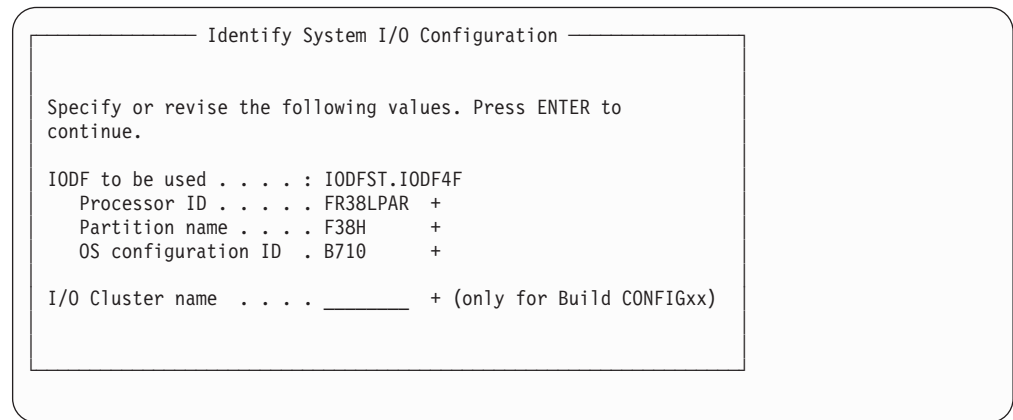 Identify System I/O Configuration
Specify or revise the following values. Press ENTER to
continue.
IODF to be used . . . . : IODFST.IODF4F
Processor ID . . . . . FR38LPAR +
Partition name . . . . F38H +
OS configuration ID . B710 +
I/O Cluster name . . . . ________ + (only for Build CONFIGxx)